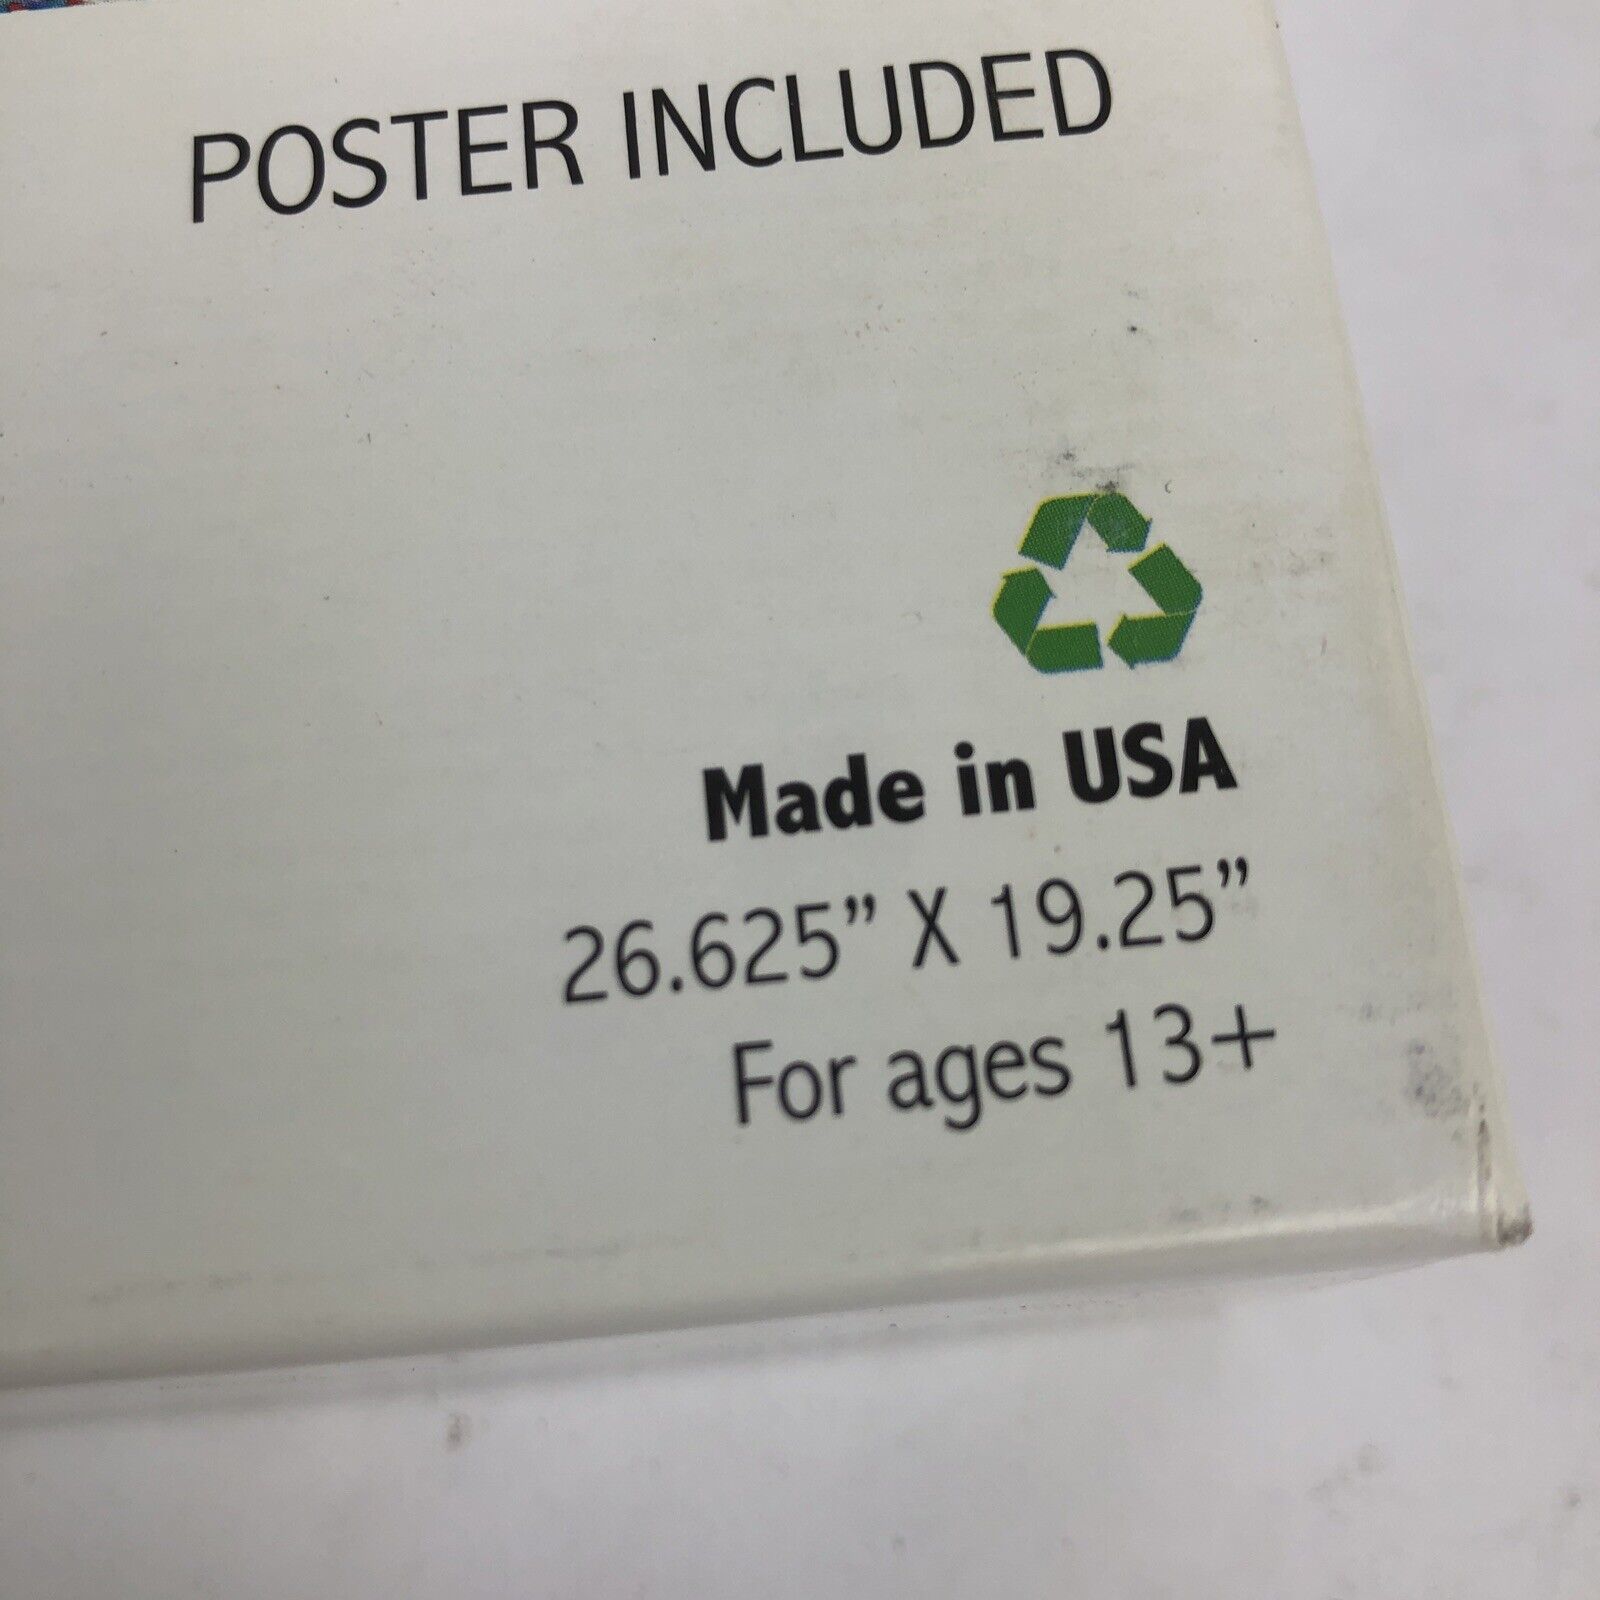 POSTER INCLUDED
Made in USA
26.625” X 19.25”
For ages 13+